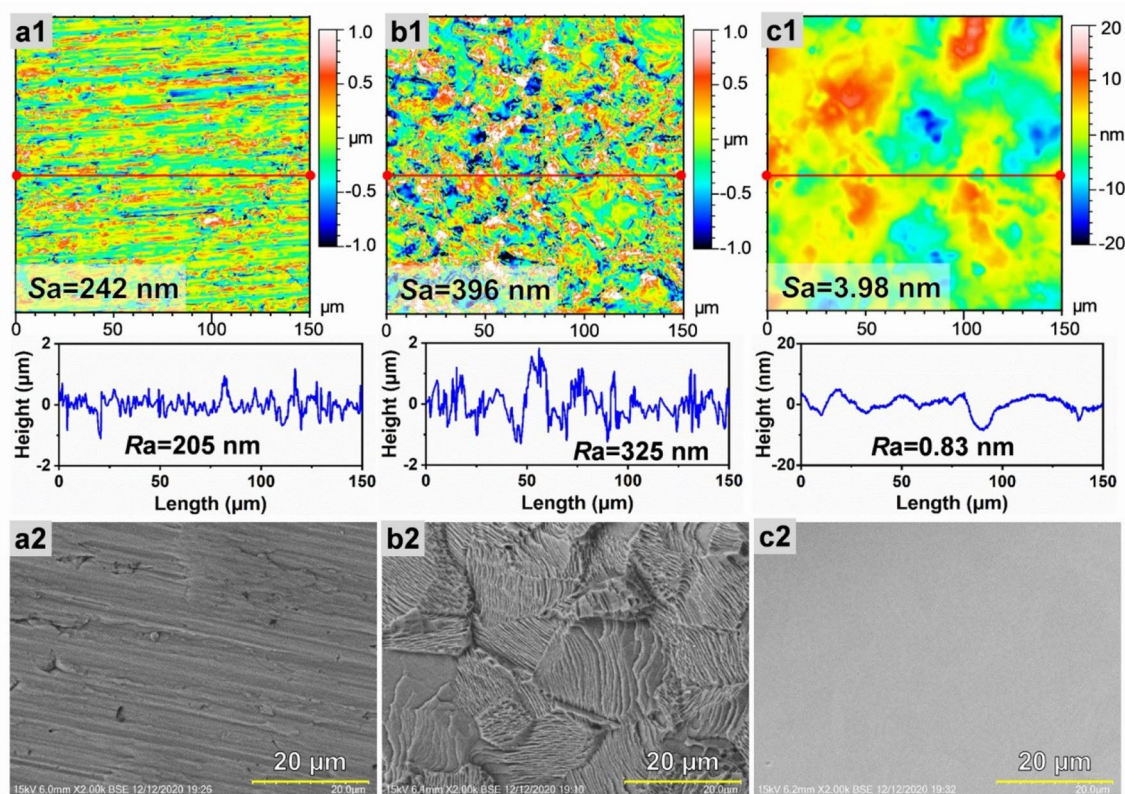 a1
1.0
0.5
μm
-0.5
-1.0
Sa=242 nm
μm
0 50 100 150
b1
1.0
0.5
μm
-0.5
-1.0
Sa=396 nm
μm
0 50 100 150
c1
20
10
nm
-10
-20
Sa=3.98 nm
μm
0 50 100 150
Height (μm)
2
0
-2
Ra=205 nm
0 50 100 150
Length (μm)
Height (μm)
2
0
-2
Ra=325 nm
0 50 100 150
Length (μm)
Height (nm)
20
0
-20
Ra=0.83 nm
0 50 100 150
Length (μm)
a2
20 μm
15kV 6.0mm X2.00k BSE 12/12/2020 19:26 20.0μm
b2
20 μm
15kV 6.1mm X2.00k BSE 12/12/2020 19:10 20.0μm
c2
20 μm
15kV 6.2mm X2.00k BSE 12/12/2020 19:32 20.0μm